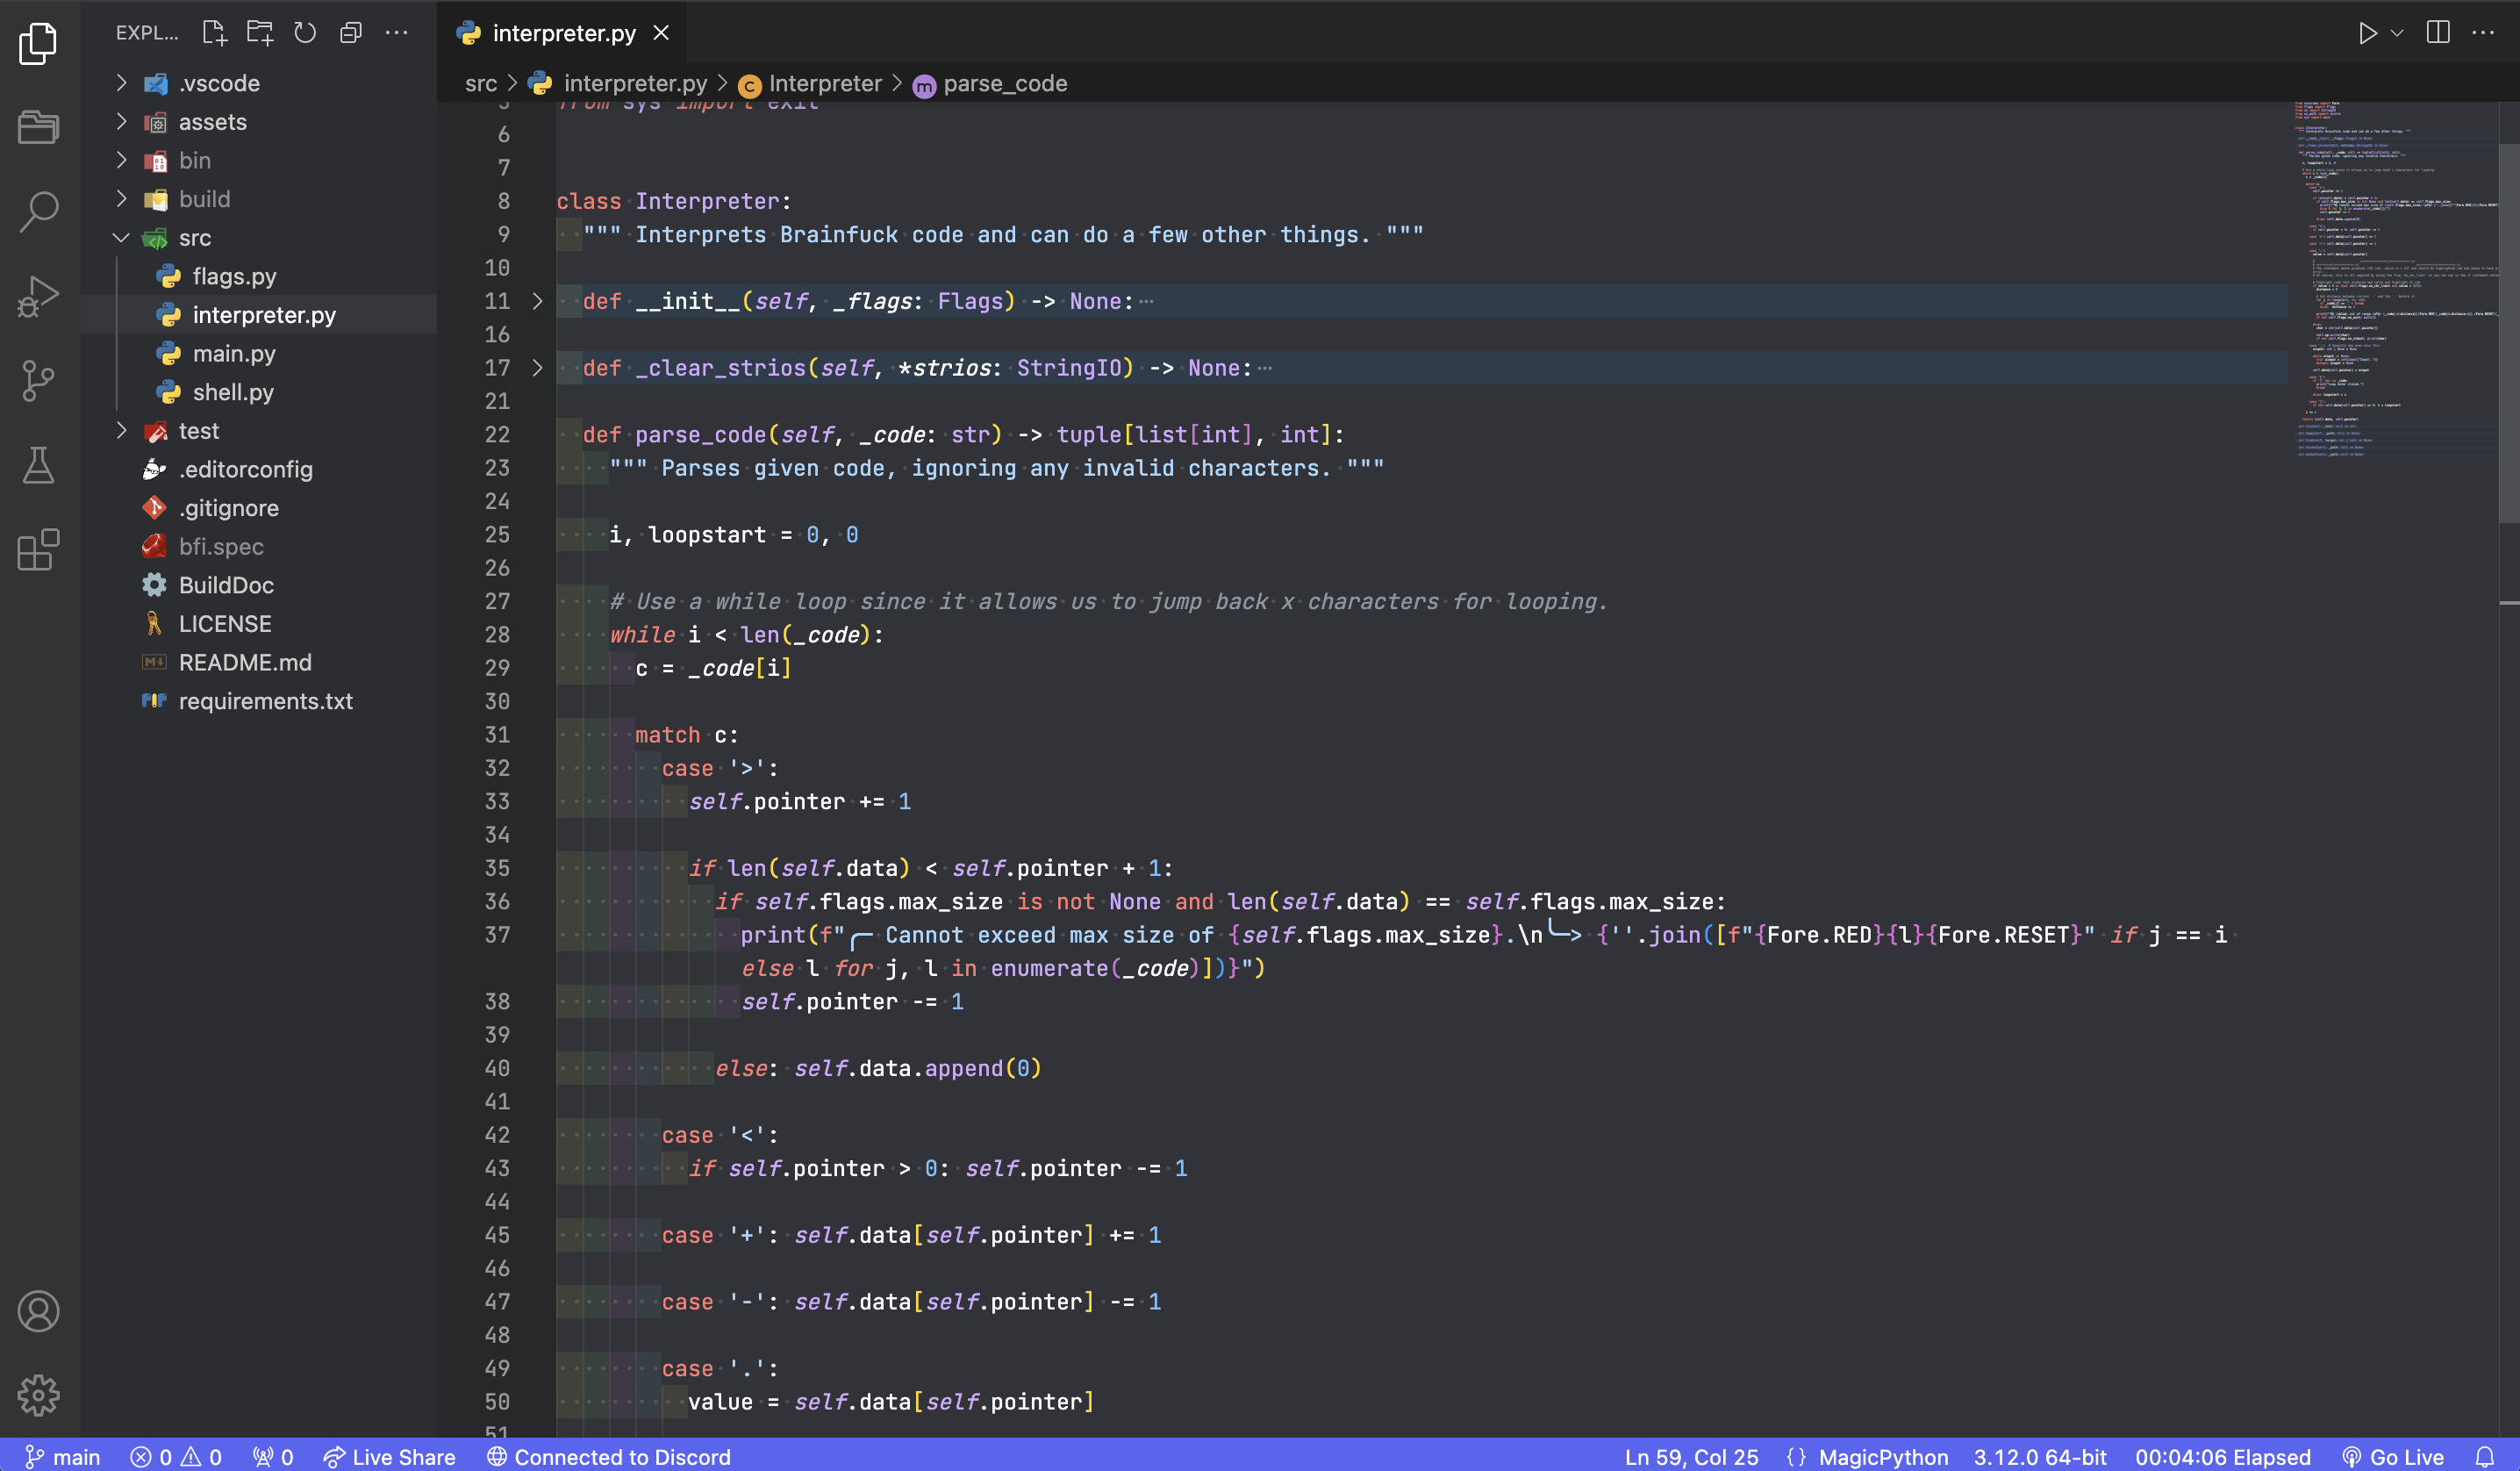 EXPL...
.vscode
assets
bin
build
src
flags.py
interpreter.py
main.py
shell.py
test
.editorconfig
.gitignore
bfi.spec
BuildDoc
LICENSE
README.md
requirements.txt
interpreter.py
src > interpreter.py > Interpreter > parse_code
5 from sys import exit
6
7
8 class Interpreter:
9 """ Interprets Brainfuck code and can do a few other things. """
10
11 def __init__(self, _flags: Flags) -> None:…
16
17 def _clear_strios(self, *strios: StringIO) -> None:…
21
22 def parse_code(self, _code: str) -> tuple[list[int], int]:
23 """ Parses given code, ignoring any invalid characters. """
24
25 i, loopstart = 0, 0
26
27 # Use a while loop since it allows us to jump back x characters for looping.
28 while i < len(_code):
29 c = _code[i]
30
31 match c:
32 case '>':
33 self.pointer += 1
34
35 if len(self.data) < self.pointer + 1:
36 if self.flags.max_size is not None and len(self.data) == self.flags.max_size:
37 print(f"╭─ Cannot exceed max size of {self.flags.max_size}.\n╰─> {''.join([f"{Fore.RED}{l}{Fore.RESET}" if j == i
else l for j, l in enumerate(_code)])}")
38 self.pointer -= 1
39
40 else: self.data.append(0)
41
42 case '<':
43 if self.pointer > 0: self.pointer -= 1
44
45 case '+': self.data[self.pointer] += 1
46
47 case '-': self.data[self.pointer] -= 1
48
49 case '.':
50 value = self.data[self.pointer]
51
main 0 0 0 Live Share Connected to Discord Ln 59, Col 25 {} MagicPython 3.12.0 64-bit 00:04:06 Elapsed Go Live